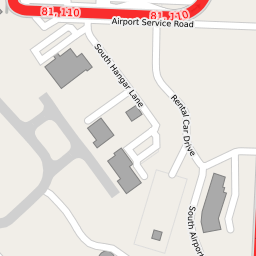 81, 110
81, 110
Airport Service Road
South Hangar Lane
Rental Car Drive
South Airport